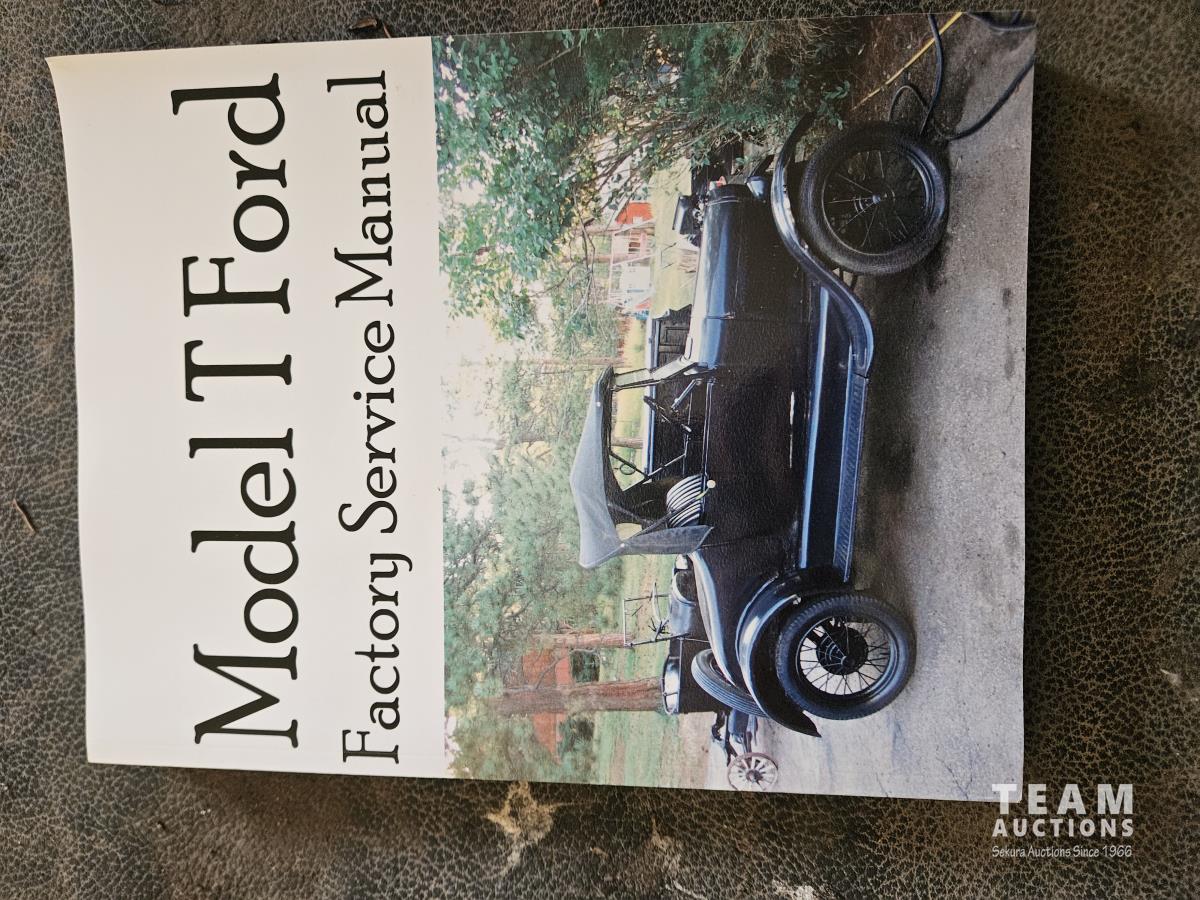 Model T Ford
Factory Service Manual
TEAM
AUCTIONS
Sekura Auctions Since 1966